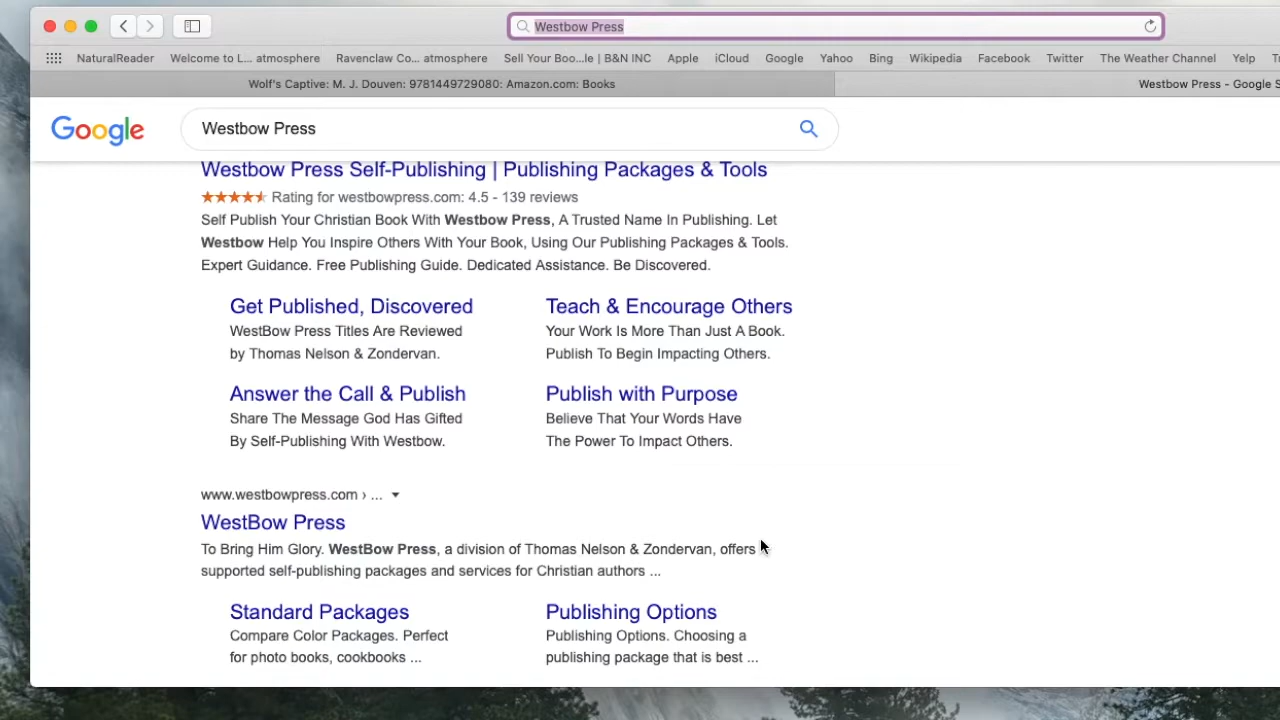 Westbow Press
NaturalReader Welcome to L... atmosphere Ravenclaw Co... atmosphere Sell Your Boo...le | B&N INC Apple iCloud Google Yahoo Bing Wikipedia Facebook Twitter The Weather Channel Yelp
Wolf's Captive: M. J. Douven: 9781449729080: Amazon.com: Books
Westbow Press - Google S
Google
Westbow Press
Westbow Press Self-Publishing | Publishing Packages & Tools
Rating for westbowpress.com: 4.5 - 139 reviews
Self Publish Your Christian Book With Westbow Press, A Trusted Name In Publishing. Let
Westbow Help You Inspire Others With Your Book, Using Our Publishing Packages & Tools.
Expert Guidance. Free Publishing Guide. Dedicated Assistance. Be Discovered.
Get Published, Discovered
WestBow Press Titles Are Reviewed
by Thomas Nelson & Zondervan.
Teach & Encourage Others
Your Work Is More Than Just A Book.
Publish To Begin Impacting Others.
Answer the Call & Publish
Share The Message God Has Gifted
By Self-Publishing With Westbow.
Publish with Purpose
Believe That Your Words Have
The Power To Impact Others.
www.westbowpress.com › ...
WestBow Press
To Bring Him Glory. WestBow Press, a division of Thomas Nelson & Zondervan, offers
supported self-publishing packages and services for Christian authors ...
Standard Packages
Compare Color Packages. Perfect
for photo books, cookbooks ...
Publishing Options
Publishing Options. Choosing a
publishing package that is best ...